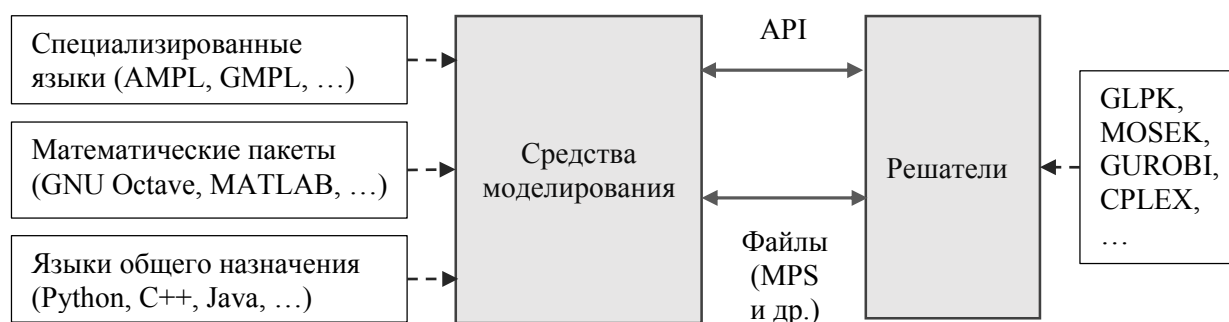 Специализированные
языки (AMPL, GMPL, …)
Математические пакеты
(GNU Octave, MATLAB, …)
Языки общего назначения
(Python, C++, Java, …)
Средства
моделирования
API
Файлы
(MPS
и др.)
Решатели
GLPK,
MOSEK,
GUROBI,
CPLEX,
…